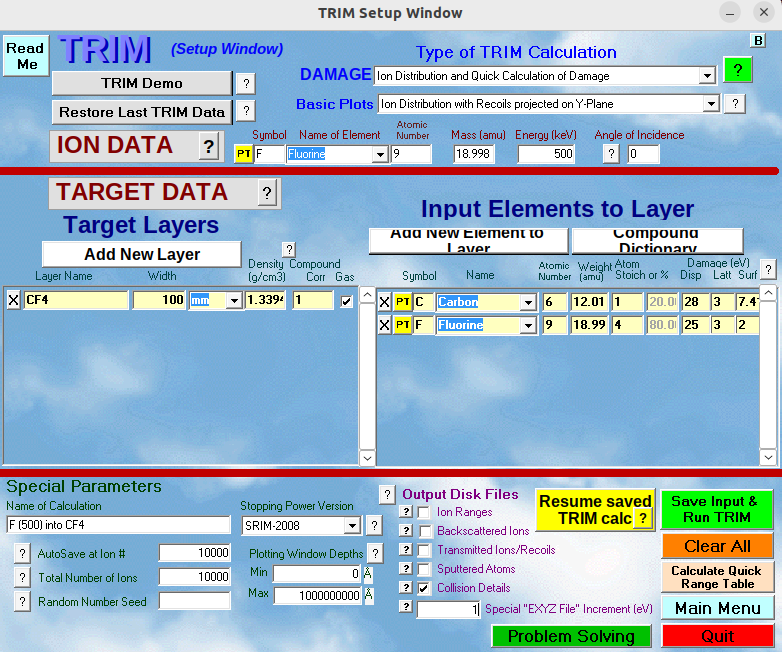 TRIM Setup Window
Read Me
TRIM
(Setup Window)
B
Type of TRIM Calculation
TRIM Demo
?
DAMAGE
Ion Distribution and Quick Calculation of Damage
?
Restore Last TRIM Data
?
Basic Plots
Ion Distribution with Recoils projected on Y-Plane
?
ION DATA
?
Symbol
Name of Element
Atomic Number
Mass (amu)
Energy (keV)
Angle of Incidence
PT
F
Fluorine
9
18.998
500
?
0
TARGET DATA
?
Target Layers
Input Elements to Layer
Add New Layer
?
Add New Element to Layer
Compound Dictionary
Layer Name
Width
Density (g/cm3)
Compound Corr
Gas
Symbol
Name
Atomic Number
Weight (amu)
Atom Stoich or %
Damage (eV)
Disp
Latt
Surf
?
X
CF4
100
mm
1.3394
1
X
PT
C
Carbon
6
12.01
1
20.0
28
3
7.4
X
PT
F
Fluorine
9
18.99
4
80.0
25
3
2
Special Parameters
Name of Calculation
F (500) into CF4
Stopping Power Version
SRIM-2008
?
? AutoSave at Ion #
10000
? Total Number of Ions
10000
? Random Number Seed
Plotting Window Depths
?
Min
0
Å
Max
1000000000
Å
?
Output Disk Files
? Ion Ranges
? Backscattered Ions
? Transmitted Ions/Recoils
? Sputtered Atoms
? Collision Details
? 1 Special "EXYZ File" Increment (eV)
Resume saved TRIM calc
?
Save Input & Run TRIM
Clear All
Calculate Quick Range Table
Main Menu
Problem Solving
Quit